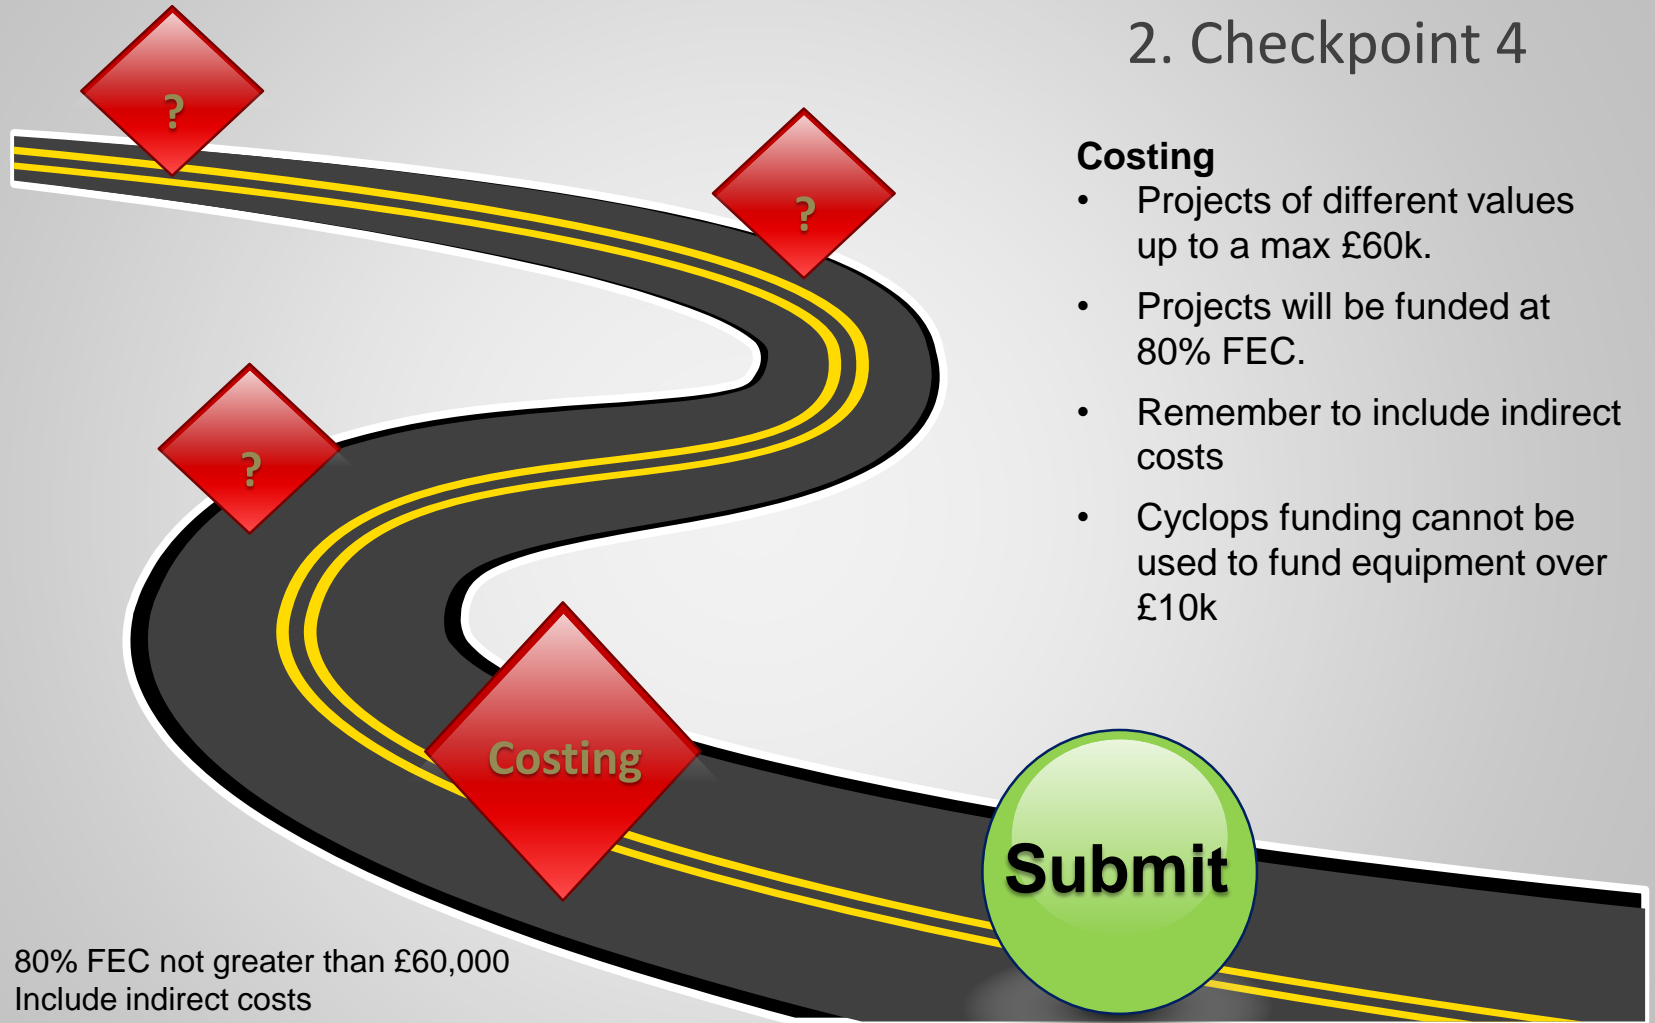 2. Checkpoint 4
?
?
?
Costing
• Projects of different values
up to a max £60k.
• Projects will be funded at
80% FEC.
• Remember to include indirect
costs
• Cyclops funding cannot be
used to fund equipment over
£10k
Costing
Submit
80% FEC not greater than £60,000
Include indirect costs